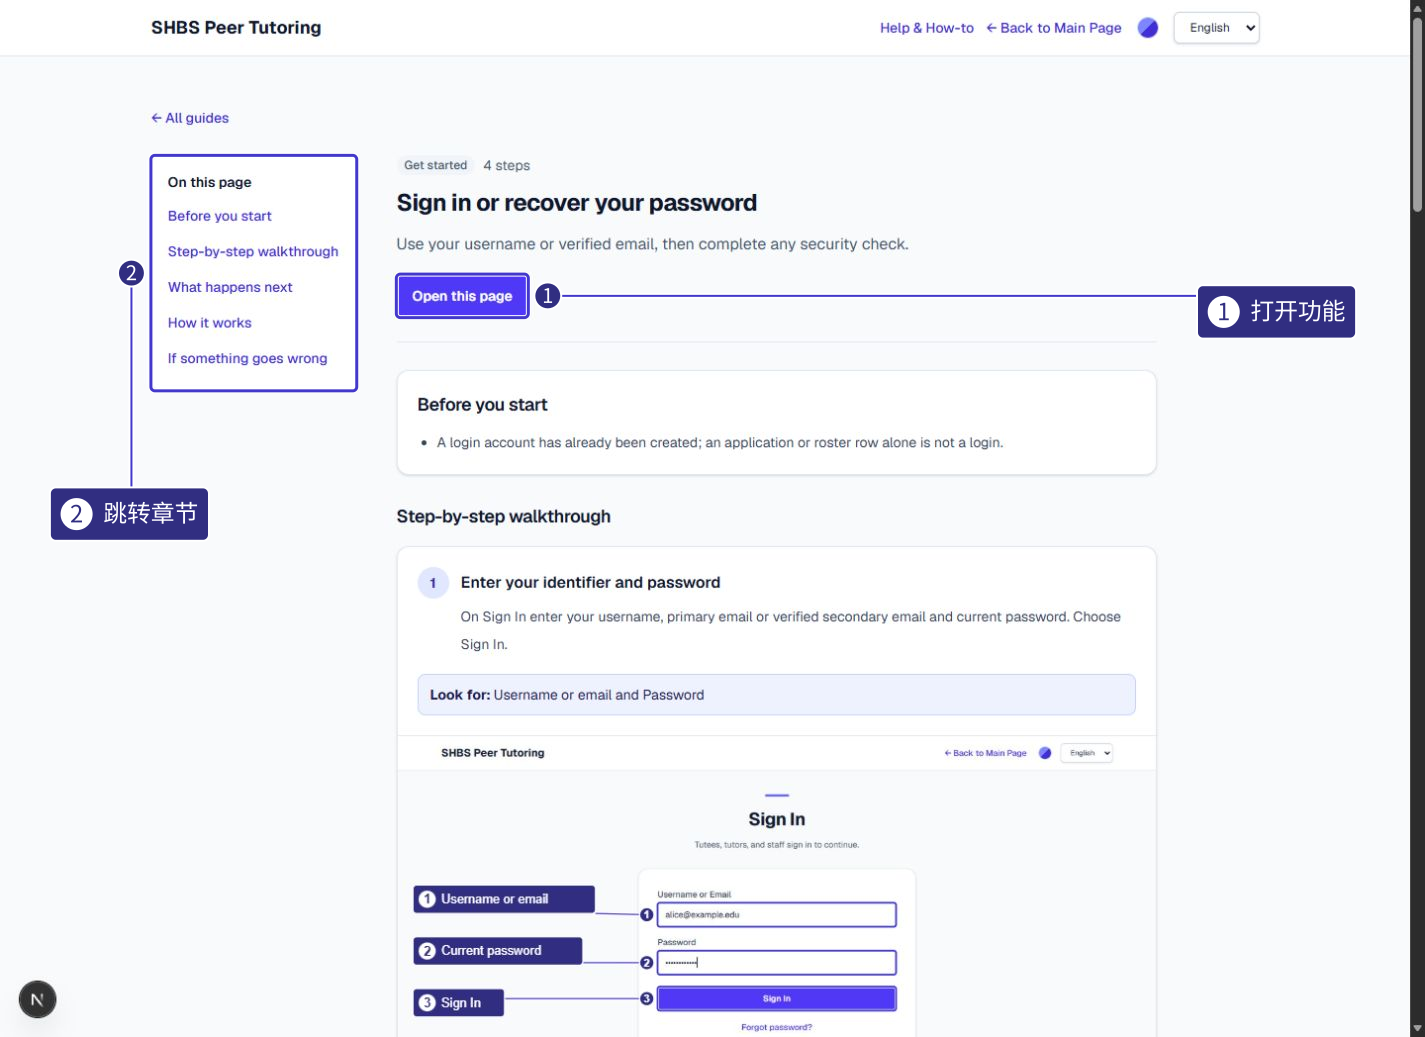 SHBS Peer Tutoring
Help & How-to
← Back to Main Page
English
← All guides
On this page
Before you start
Step-by-step walkthrough
What happens next
How it works
If something goes wrong
2
2 跳转章节
Get started
4 steps
Sign in or recover your password
Use your username or verified email, then complete any security check.
Open this page
1
1 打开功能
Before you start
• A login account has already been created; an application or roster row alone is not a login.
Step-by-step walkthrough
1
Enter your identifier and password
On Sign In enter your username, primary email or verified secondary email and current password. Choose
Sign In.
Look for: Username or email and Password
SHBS Peer Tutoring
← Back to Main Page
English
Sign In
Tutees, tutors, and staff sign in to continue.
1 Username or email
Username or Email
1
alice@example.edu
2 Current password
Password
2
••••••••••••
3 Sign In
3
Sign In
Forgot password?
N